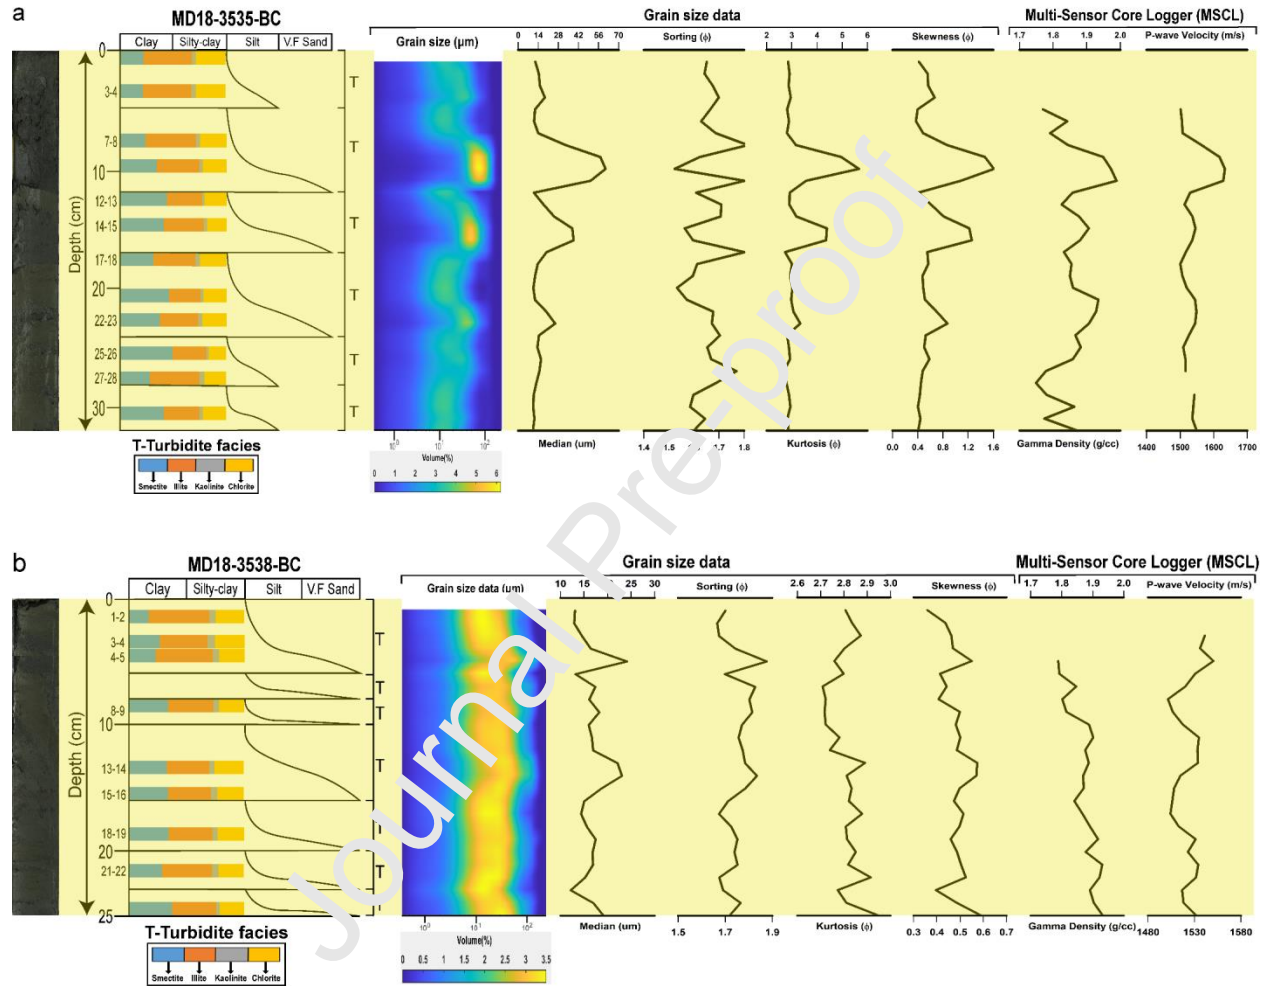 a
MD18-3535-BC
Grain size data
Multi-Sensor Core Logger (MSCL)
Clay Silty-clay Silt V.F Sand
Grain size (µm)
0 14 28 42 56 70
Sorting (ϕ)
2 3 4 5 6
Skewness (ϕ)
1.7 1.8 1.9 2.0
P-wave Velocity (m/s)
0
3-4
7-8
10
12-13
14-15
17-18
20
22-23
25-26
27-28
30
Depth (cm)
T
T
T
T
T
T
T-Turbidite facies
Smectite Illite Kaolinite Chlorite
10⁰ 10¹ 10²
Volume(%)
0 1 2 3 4 5 6
Median (um)
1.4 1.5 1.7 1.8
Kurtosis (ϕ)
0.0 0.4 0.8 1.2 1.6
Gamma Density (g/cc)
1400 1500 1600 1700
b
MD18-3538-BC
Grain size data
Multi-Sensor Core Logger (MSCL)
Clay Silty-clay Silt V.F Sand
Grain size data (um)
10 15 25 30
Sorting (ϕ)
2.6 2.7 2.8 2.9 3.0
Skewness (ϕ)
1.7 1.8 1.9 2.0
P-wave Velocity (m/s)
0
1-2
3-4
4-5
8-9
10
13-14
15-16
18-19
20
21-22
25
Depth (cm)
T
T
T
T
T
T-Turbidite facies
Smectite Illite Kaolinite Chlorite
10⁰ 10¹ 10²
Volume(%)
0 0.5 1 1.5 2 2.5 3 3.5
Median (um)
1.5 1.7 1.9
Kurtosis (ϕ)
0.3 0.4 0.5 0.6 0.7
Gamma Density (g/cc)
1480 1530 1580
Journal Pre-proof